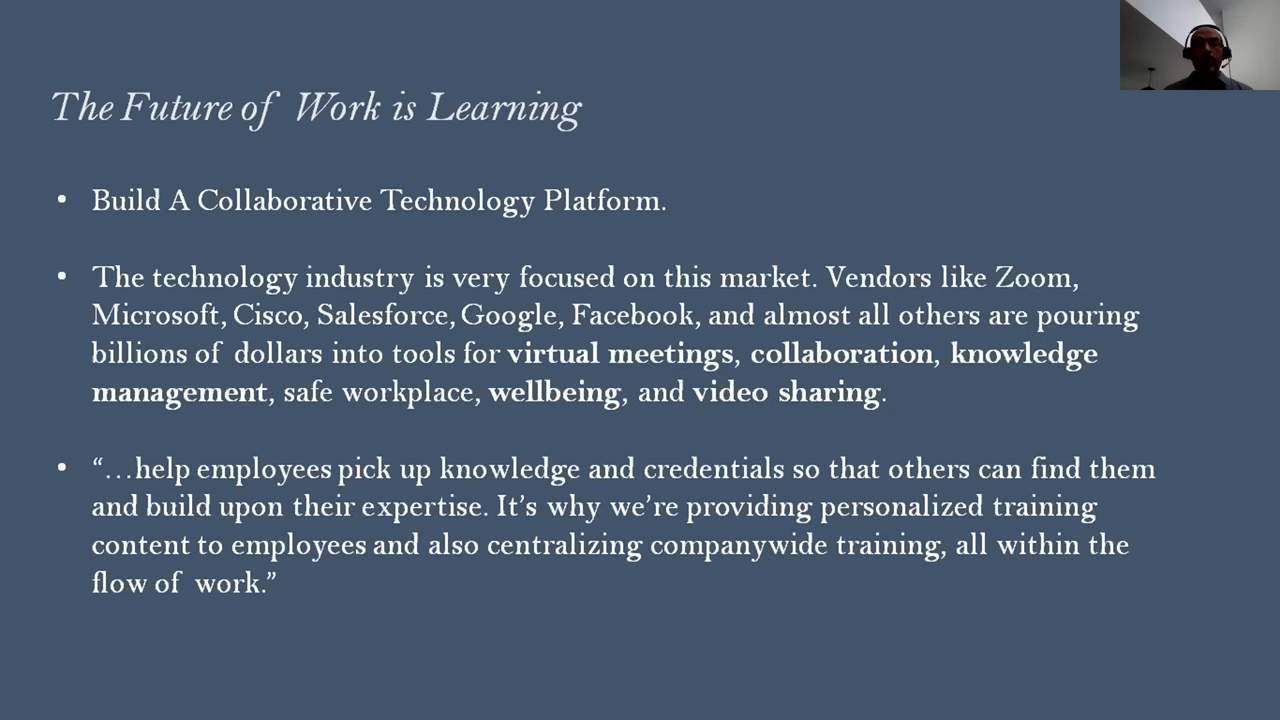 The Future of Work is Learning
• Build A Collaborative Technology Platform.
• The technology industry is very focused on this market. Vendors like Zoom,
Microsoft, Cisco, Salesforce, Google, Facebook, and almost all others are pouring
billions of dollars into tools for virtual meetings, collaboration, knowledge
management, safe workplace, wellbeing, and video sharing.
• “…help employees pick up knowledge and credentials so that others can find them
and build upon their expertise. It’s why we’re providing personalized training
content to employees and also centralizing companywide training, all within the
flow of work.”